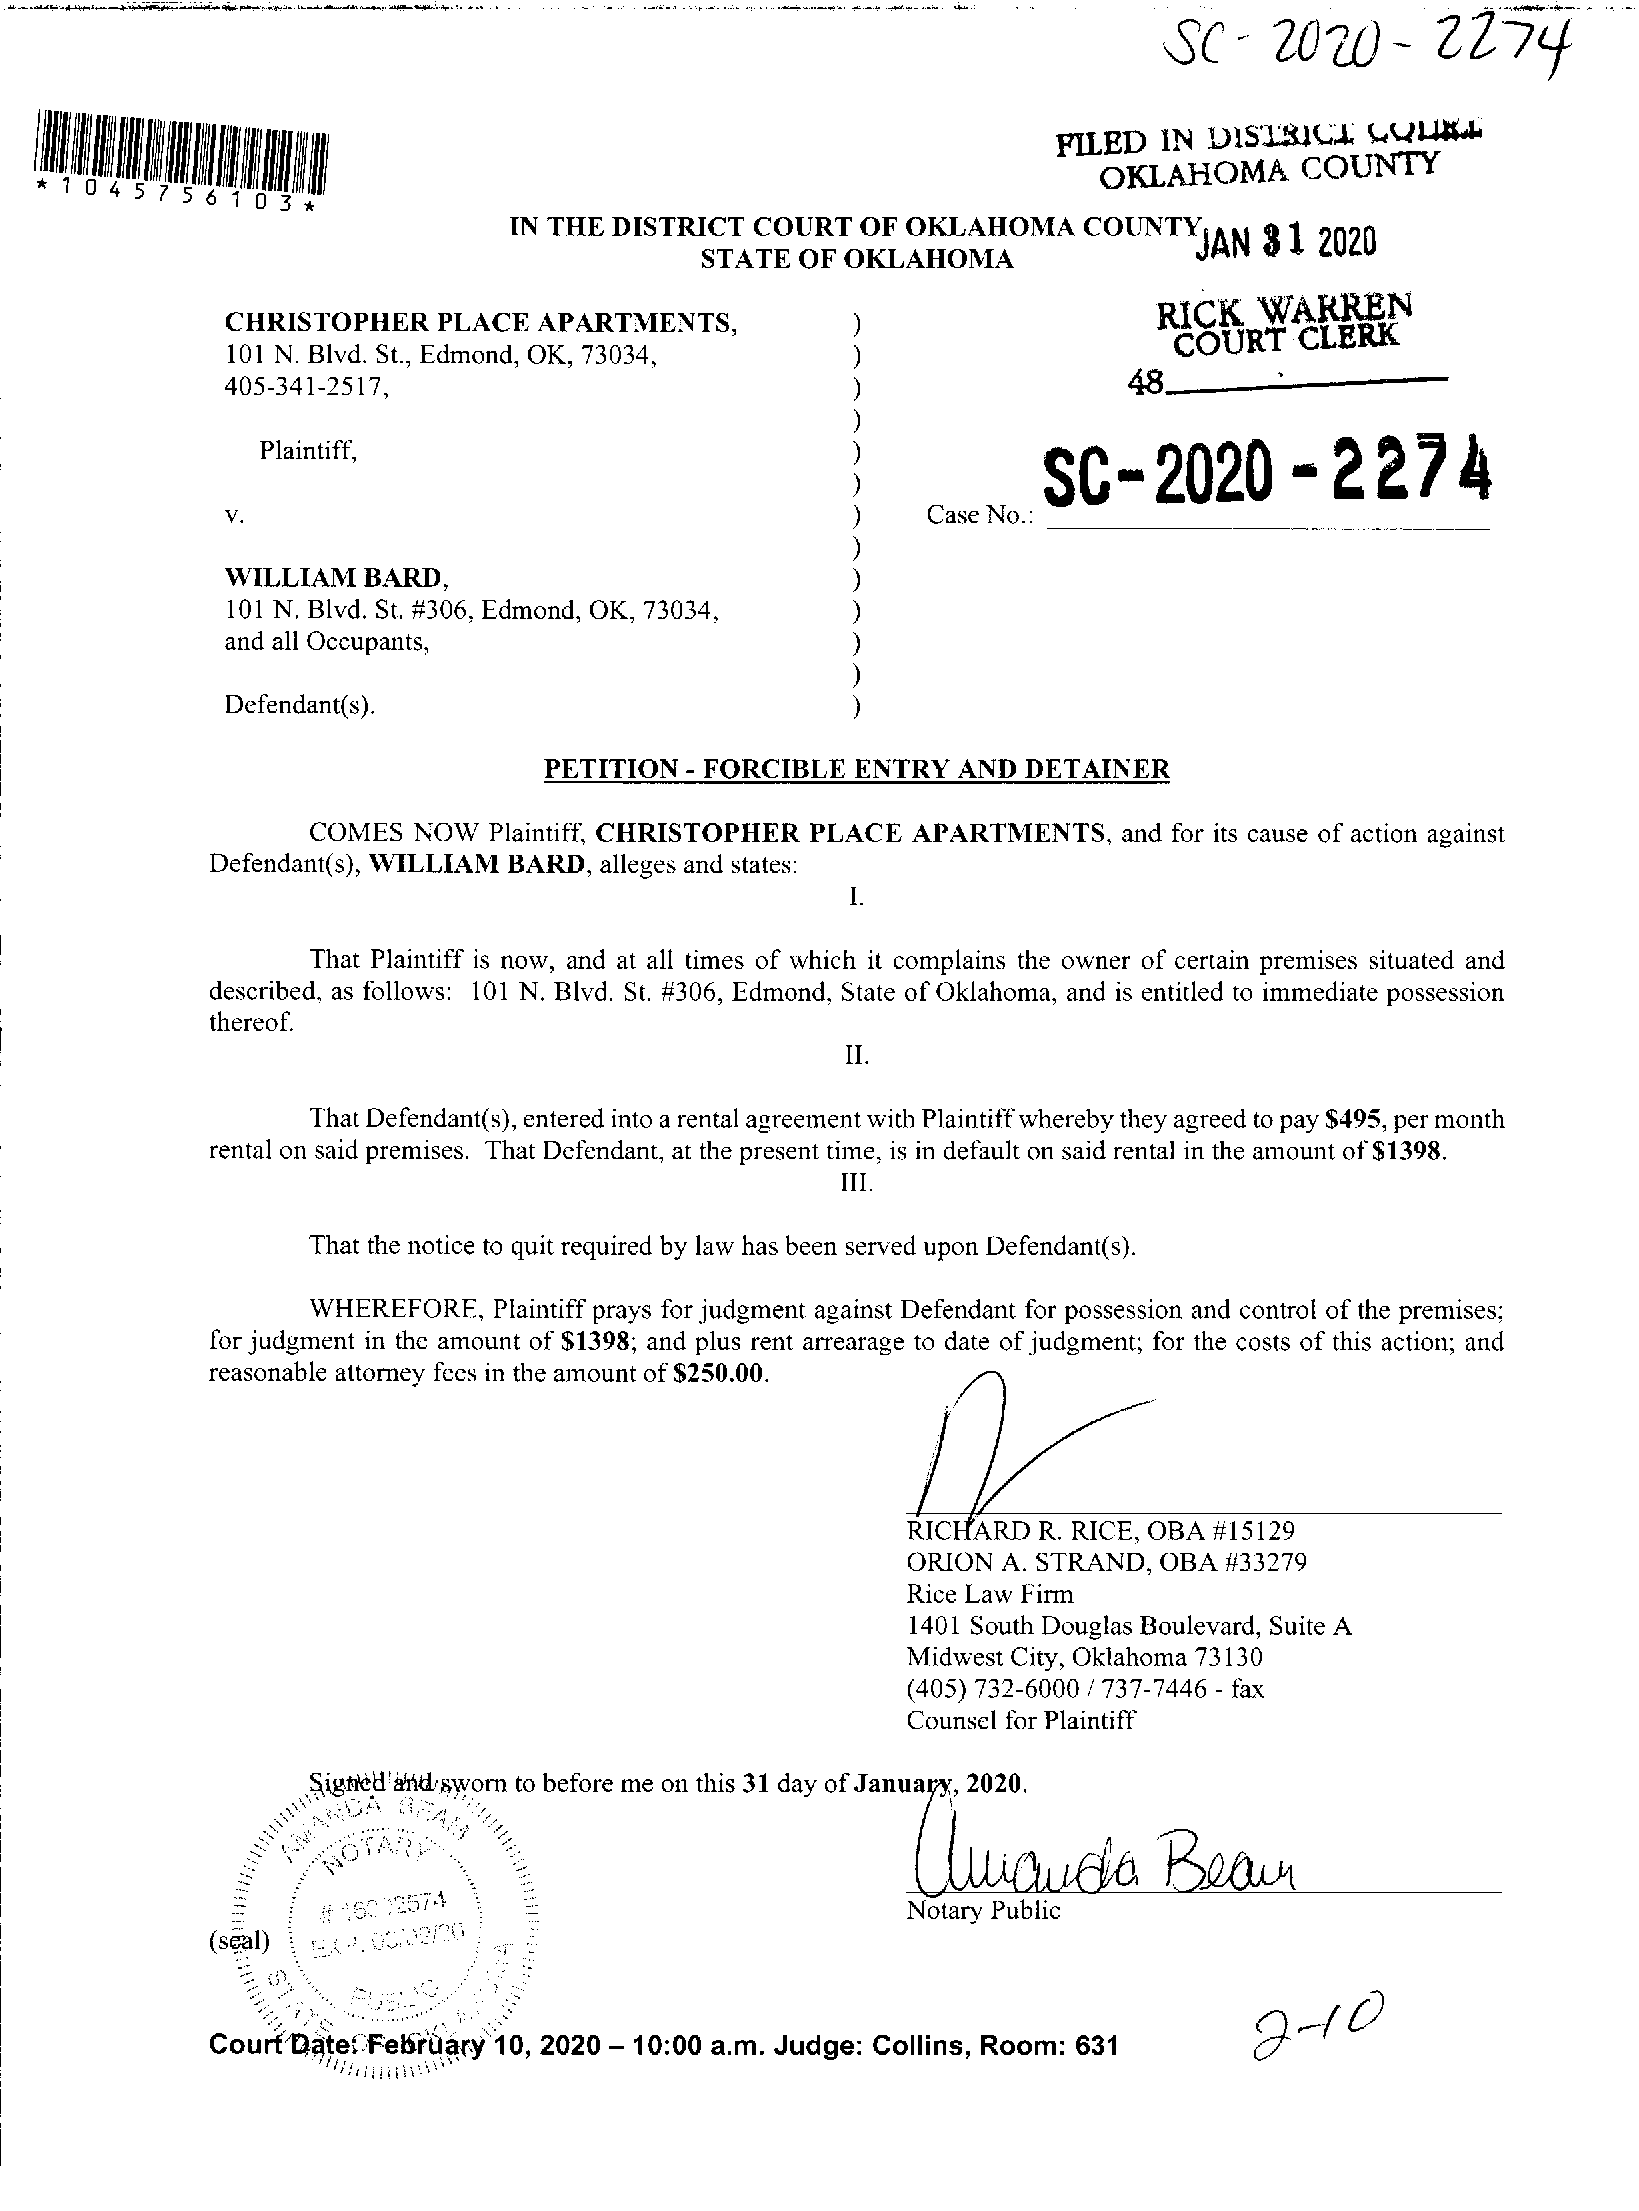 SC-2020-2274
*1045756103*
FILED IN DISTRICT COURT
OKLAHOMA COUNTY
IN THE DISTRICT COURT OF OKLAHOMA COUNTY
STATE OF OKLAHOMA
JAN 31 2020
RICK WARREN
COURT CLERK
48
CHRISTOPHER PLACE APARTMENTS, )
101 N. Blvd. St., Edmond, OK, 73034, )
405-341-2517, )
)
Plaintiff, )
)
SC-2020-2274
v. ) Case No.:
)
WILLIAM BARD, )
101 N. Blvd. St. #306, Edmond, OK, 73034, )
and all Occupants, )
)
Defendant(s). )
PETITION - FORCIBLE ENTRY AND DETAINER
COMES NOW Plaintiff, CHRISTOPHER PLACE APARTMENTS, and for its cause of action against
Defendant(s), WILLIAM BARD, alleges and states:
I.
That Plaintiff is now, and at all times of which it complains the owner of certain premises situated and
described, as follows: 101 N. Blvd. St. #306, Edmond, State of Oklahoma, and is entitled to immediate possession
thereof.
II.
That Defendant(s), entered into a rental agreement with Plaintiff whereby they agreed to pay $495, per month
rental on said premises. That Defendant, at the present time, is in default on said rental in the amount of $1398.
III.
That the notice to quit required by law has been served upon Defendant(s).
WHEREFORE, Plaintiff prays for judgment against Defendant for possession and control of the premises;
for judgment in the amount of $1398; and plus rent arrearage to date of judgment; for the costs of this action; and
reasonable attorney fees in the amount of $250.00.
RICHARD R. RICE, OBA #15129
ORION A. STRAND, OBA #33279
Rice Law Firm
1401 South Douglas Boulevard, Suite A
Midwest City, Oklahoma 73130
(405) 732-6000 / 737-7446 - fax
Counsel for Plaintiff
Signed and sworn to before me on this 31 day of January, 2020.
AMANDA BEAM
NOTARY
PUBLIC
STATE OF OKLAHOMA
Amanda Beam
Notary Public
(seal)
2-10
Court Date: February 10, 2020 – 10:00 a.m. Judge: Collins, Room: 631